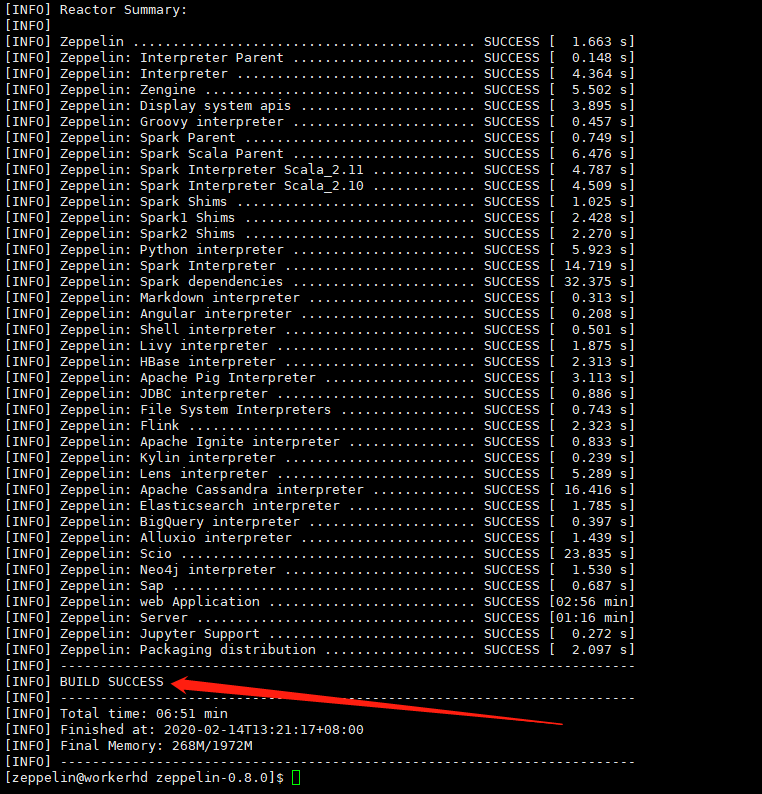 [INFO] Reactor Summary:
[INFO]
[INFO] Zeppelin ........................................... SUCCESS [  1.663 s]
[INFO] Zeppelin: Interpreter Parent ....................... SUCCESS [  0.148 s]
[INFO] Zeppelin: Interpreter .............................. SUCCESS [  4.364 s]
[INFO] Zeppelin: Zengine .................................. SUCCESS [  5.502 s]
[INFO] Zeppelin: Display system apis ...................... SUCCESS [  3.895 s]
[INFO] Zeppelin: Groovy interpreter ....................... SUCCESS [  0.457 s]
[INFO] Zeppelin: Spark Parent ............................. SUCCESS [  0.749 s]
[INFO] Zeppelin: Spark Scala Parent ....................... SUCCESS [  6.476 s]
[INFO] Zeppelin: Spark Interpreter Scala_2.11 ............. SUCCESS [  4.787 s]
[INFO] Zeppelin: Spark Interpreter Scala_2.10 ............. SUCCESS [  4.509 s]
[INFO] Zeppelin: Spark Shims .............................. SUCCESS [  1.025 s]
[INFO] Zeppelin: Spark1 Shims ............................. SUCCESS [  2.428 s]
[INFO] Zeppelin: Spark2 Shims ............................. SUCCESS [  2.270 s]
[INFO] Zeppelin: Python interpreter ....................... SUCCESS [  5.923 s]
[INFO] Zeppelin: Spark Interpreter ........................ SUCCESS [ 14.719 s]
[INFO] Zeppelin: Spark dependencies ....................... SUCCESS [ 32.375 s]
[INFO] Zeppelin: Markdown interpreter ..................... SUCCESS [  0.313 s]
[INFO] Zeppelin: Angular interpreter ...................... SUCCESS [  0.208 s]
[INFO] Zeppelin: Shell interpreter ........................ SUCCESS [  0.501 s]
[INFO] Zeppelin: Livy interpreter ......................... SUCCESS [  1.875 s]
[INFO] Zeppelin: HBase interpreter ........................ SUCCESS [  2.313 s]
[INFO] Zeppelin: Apache Pig Interpreter ................... SUCCESS [  3.113 s]
[INFO] Zeppelin: JDBC interpreter ......................... SUCCESS [  0.886 s]
[INFO] Zeppelin: File System Interpreters ................. SUCCESS [  0.743 s]
[INFO] Zeppelin: Flink .................................... SUCCESS [  2.323 s]
[INFO] Zeppelin: Apache Ignite interpreter ................ SUCCESS [  0.833 s]
[INFO] Zeppelin: Kylin interpreter ........................ SUCCESS [  0.239 s]
[INFO] Zeppelin: Lens interpreter ......................... SUCCESS [  5.289 s]
[INFO] Zeppelin: Apache Cassandra interpreter ............. SUCCESS [ 16.416 s]
[INFO] Zeppelin: Elasticsearch interpreter ................ SUCCESS [  1.785 s]
[INFO] Zeppelin: BigQuery interpreter ..................... SUCCESS [  0.397 s]
[INFO] Zeppelin: Alluxio interpreter ...................... SUCCESS [  1.439 s]
[INFO] Zeppelin: Scio ..................................... SUCCESS [ 23.835 s]
[INFO] Zeppelin: Neo4j interpreter ........................ SUCCESS [  1.530 s]
[INFO] Zeppelin: Sap ...................................... SUCCESS [  0.687 s]
[INFO] Zeppelin: web Application .......................... SUCCESS [02:56 min]
[INFO] Zeppelin: Server ................................... SUCCESS [01:16 min]
[INFO] Zeppelin: Jupyter Support .......................... SUCCESS [  0.272 s]
[INFO] Zeppelin: Packaging distribution ................... SUCCESS [  2.097 s]
[INFO] ------------------------------------------------------------------------
[INFO] BUILD SUCCESS
[INFO] ------------------------------------------------------------------------
[INFO] Total time: 06:51 min
[INFO] Finished at: 2020-02-14T13:21:17+08:00
[INFO] Final Memory: 268M/1972M
[INFO] ------------------------------------------------------------------------
[zeppelin@workerhd zeppelin-0.8.0]$